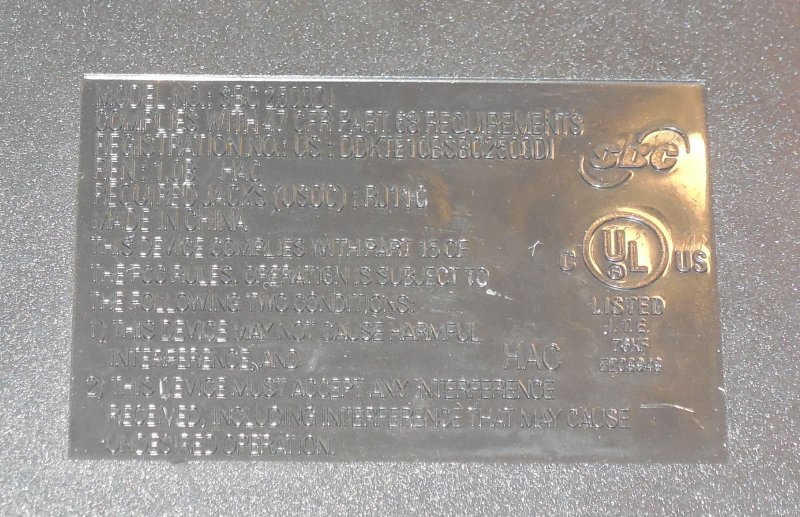 MODEL NO.: SBC 2500DI
COMPLIES WITH 47 CFR PART 68 REQUIREMENTS
REGISTRATION NO.: US : DDKTE10BSBC2500DI
REN : 1.0B HAC
REQUIRED JACKS (USOC) : RJ11C
MADE IN CHINA
THIS DEVICE COMPLIES WITH PART 15 OF
THE FCC RULES. OPERATION IS SUBJECT TO
THE FOLLOWING TWO CONDITIONS:
1) THIS DEVICE MAY NOT CAUSE HARMFUL
INTERFERENCE, AND
2) THIS DEVICE MUST ACCEPT ANY INTERFERENCE
RECEIVED, INCLUDING INTERFERENCE THAT MAY CAUSE
UNDESIRED OPERATION.
HAC
SBC
C UL US
LISTED
I.T.E.